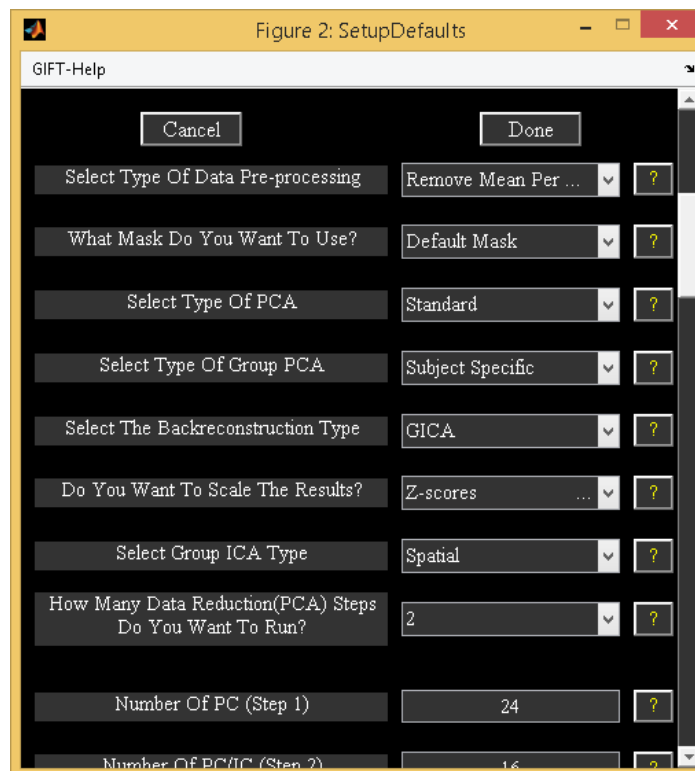 Figure 2: SetupDefaults
GIFT-Help
Cancel Done
Select Type Of Data Pre-processing Remove Mean Per ... ?
What Mask Do You Want To Use? Default Mask ?
Select Type Of PCA Standard ?
Select Type Of Group PCA Subject Specific ?
Select The Backreconstruction Type GICA ?
Do You Want To Scale The Results? Z-scores ... ?
Select Group ICA Type Spatial ?
How Many Data Reduction(PCA) Steps
Do You Want To Run? 2 ?
Number Of PC (Step 1) 24 ?
Number Of PC/IC (Step 2) 16 ?